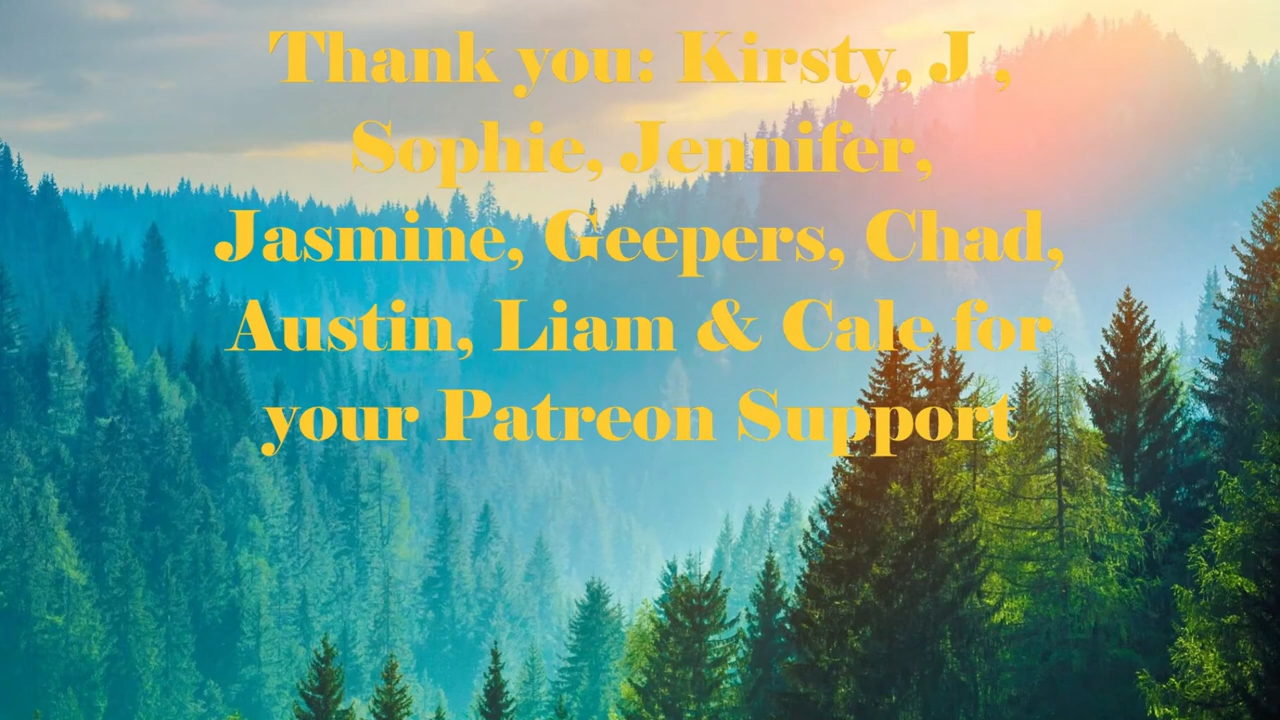 Thank you: Kirsty, J ,
Sophie, Jennifer,
Jasmine, Geepers, Chad,
Austin, Liam & Cale for
your Patreon Support